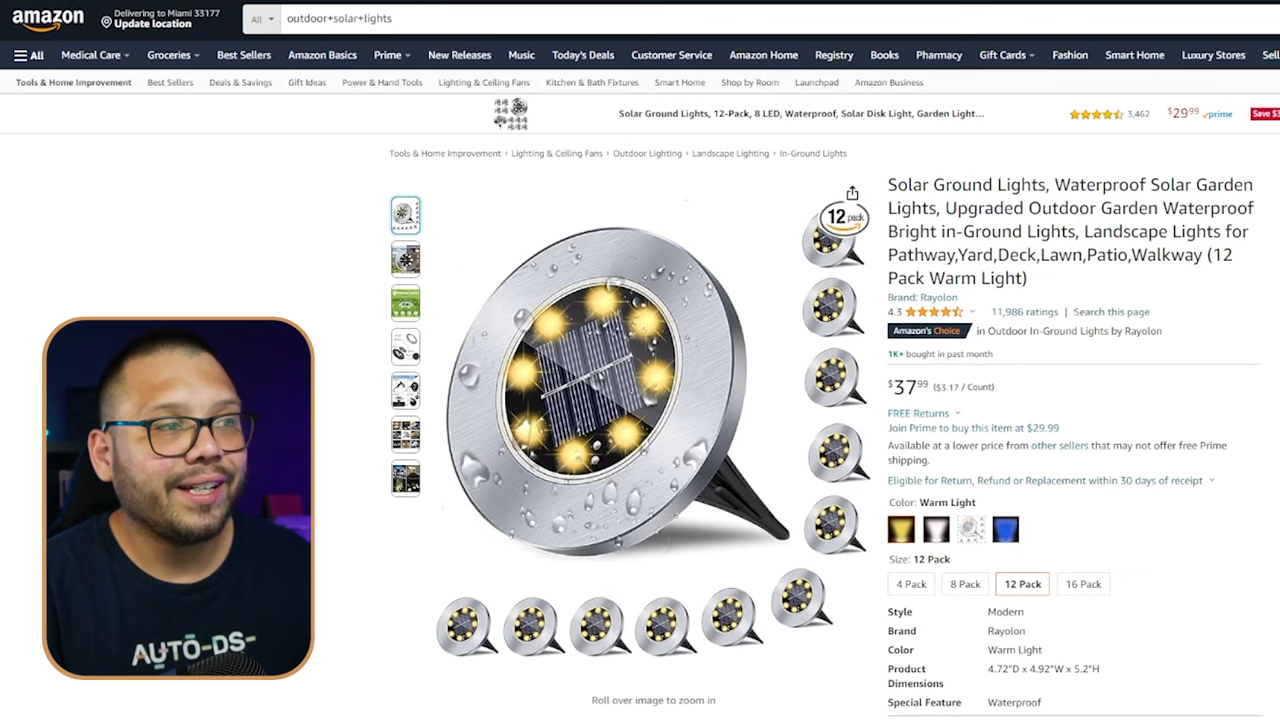 amazon
Delivering to Miami 33177
Update location
All
outdoor+solar+lights
All
Medical Care
Groceries
Best Sellers
Amazon Basics
Prime
New Releases
Music
Today's Deals
Customer Service
Amazon Home
Registry
Books
Pharmacy
Gift Cards
Fashion
Smart Home
Luxury Stores
Sell
Tools & Home Improvement
Best Sellers
Deals & Savings
Gift Ideas
Power & Hand Tools
Lighting & Ceiling Fans
Kitchen & Bath Fixtures
Smart Home
Shop by Room
Launchpad
Amazon Business
Solar Ground Lights, 12-Pack, 8 LED, Waterproof, Solar Disk Light, Garden Light...
3,462
$29⁹⁹
prime
Save $3
Tools & Home Improvement › Lighting & Ceiling Fans › Outdoor Lighting › Landscape Lighting › In-Ground Lights
12 pack
Solar Ground Lights, Waterproof Solar Garden
Lights, Upgraded Outdoor Garden Waterproof
Bright in-Ground Lights, Landscape Lights for
Pathway,Yard,Deck,Lawn,Patio,Walkway (12
Pack Warm Light)
Brand: Rayolon
4.3
11,986 ratings | Search this page
Amazon's Choice in Outdoor In-Ground Lights by Rayolon
1K+ bought in past month
$37⁹⁹ ($3.17 / Count)
FREE Returns
Join Prime to buy this item at $29.99
Available at a lower price from other sellers that may not offer free Prime
shipping.
Eligible for Return, Refund or Replacement within 30 days of receipt
Color: Warm Light
Size: 12 Pack
4 Pack
8 Pack
12 Pack
16 Pack
Style Modern
Brand Rayolon
Color Warm Light
Product Dimensions 4.72"D x 4.92"W x 5.2"H
Special Feature Waterproof
Roll over image to zoom in
AUTO-DS-